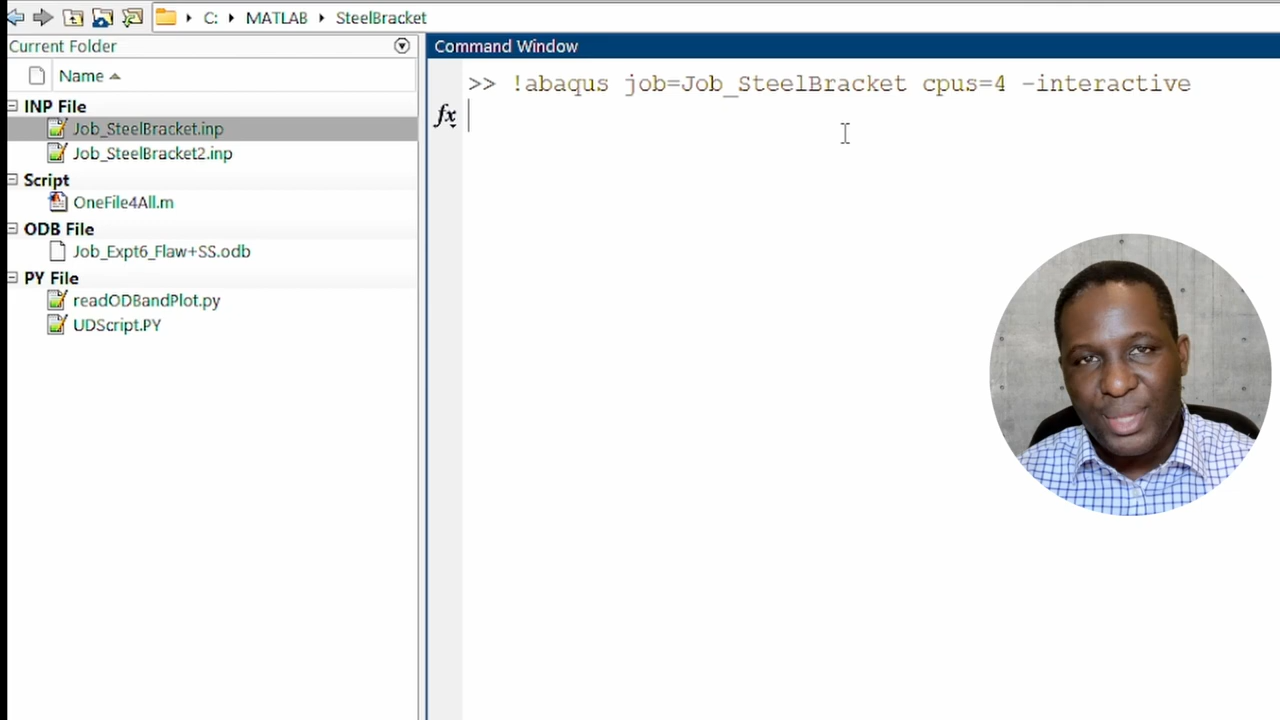 C: MATLAB SteelBracket
Current Folder
Name
INP File
Job_SteelBracket.inp
Job_SteelBracket2.inp
Script
OneFile4All.m
ODB File
Job_Expt6_Flaw+SS.odb
PY File
readODBandPlot.py
UDScript.PY
Command Window
>> !abaqus job=Job_SteelBracket cpus=4 -interactive
fx